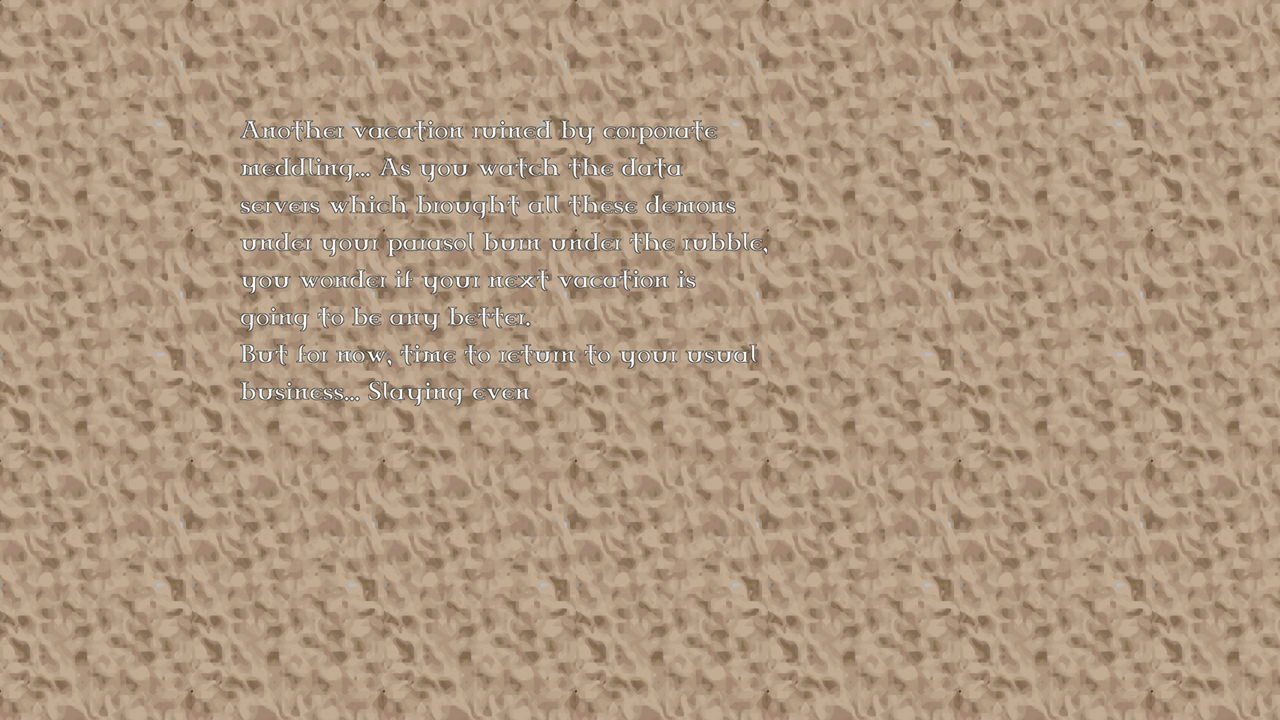 Another vacation ruined by corporate
meddling... As you watch the data
servers which brought all these demons
under your parasol burn under the rubble,
you wonder if your next vacation is
going to be any better.
But for now, time to return to your usual
business... Slaying even